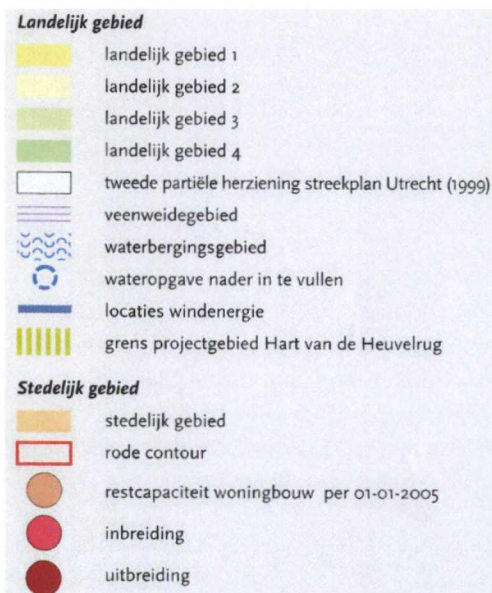 Landelijk gebied
landelijk gebied 1
landelijk gebied 2
landelijk gebied 3
landelijk gebied 4
tweede partiële herziening streekplan Utrecht (1999)
veenweidegebied
waterbergingsgebied
wateropgave nader in te vullen
locaties windenergie
grens projectgebied Hart van de Heuvelrug
Stedelijk gebied
stedelijk gebied
rode contour
restcapaciteit woningbouw per 01-01-2005
inbreiding
uitbreiding